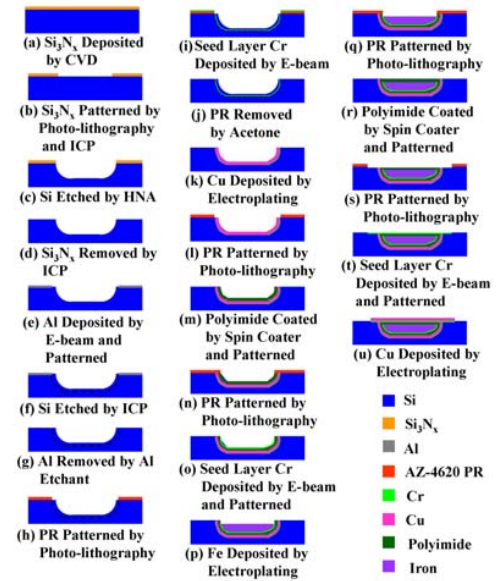 (a) Si₃Nₓ Deposited
by CVD
(b) Si₃Nₓ Patterned by
Photo-lithography
and ICP
(c) Si Etched by HNA
(d) Si₃Nₓ Removed by
ICP
(e) Al Deposited by
E-beam and
Patterned
(f) Si Etched by ICP
(g) Al Removed by Al
Etchant
(h) PR Patterned by
Photo-lithography
(i) Seed Layer Cr
Deposited by E-beam
(j) PR Removed
by Acetone
(k) Cu Deposited by
Electroplating
(l) PR Patterned by
Photo-lithography
(m) Polyimide Coated
by Spin Coater
and Patterned
(n) PR Patterned by
Photo-lithography
(o) Seed Layer Cr
Deposited by E-beam
and Patterned
(p) Fe Deposited by
Electroplating
(q) PR Patterned by
Photo-lithography
(r) Polyimide Coated
by Spin Coater
and Patterned
(s) PR Patterned by
Photo-lithography
(t) Seed Layer Cr
Deposited by E-beam
and Patterned
(u) Cu Deposited by
Electroplating
Si
Si₃Nₓ
Al
AZ-4620 PR
Cr
Cu
Polyimide
Iron